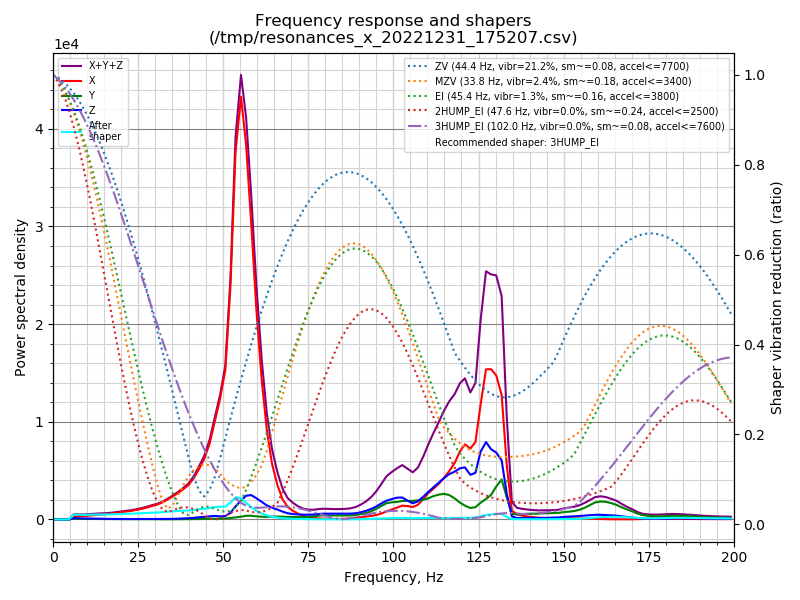 Frequency response and shapers
(/tmp/resonances_x_20221231_175207.csv)
1e4
X+Y+Z
X
Y
Z
After
shaper
ZV (44.4 Hz, vibr=21.2%, sm~=0.08, accel<=7700)
MZV (33.8 Hz, vibr=2.4%, sm~=0.18, accel<=3400)
EI (45.4 Hz, vibr=1.3%, sm~=0.16, accel<=3800)
2HUMP_EI (47.6 Hz, vibr=0.0%, sm~=0.24, accel<=2500)
3HUMP_EI (102.0 Hz, vibr=0.0%, sm~=0.08, accel<=7600)
Recommended shaper: 3HUMP_EI
4
3
2
1
0
Power spectral density
1.0
0.8
0.6
0.4
0.2
0.0
Shaper vibration reduction (ratio)
0 25 50 75 100 125 150 175 200
Frequency, Hz